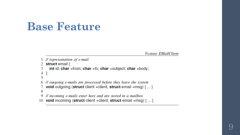 Base Feature
Feature EMailClient
1 // representation of e-mail
2 struct email {
3 int id; char *from; char *to; char *subject; char *body;
4 };
5
6 // outgoing e-mails are processed before they leave the system
7 void outgoing (struct client *client, struct email *msg) { ... }
8
9 // incoming e-mails enter here and are stored in a mailbox
10 void incoming (struct client *client, struct email *msg) { ... }
9